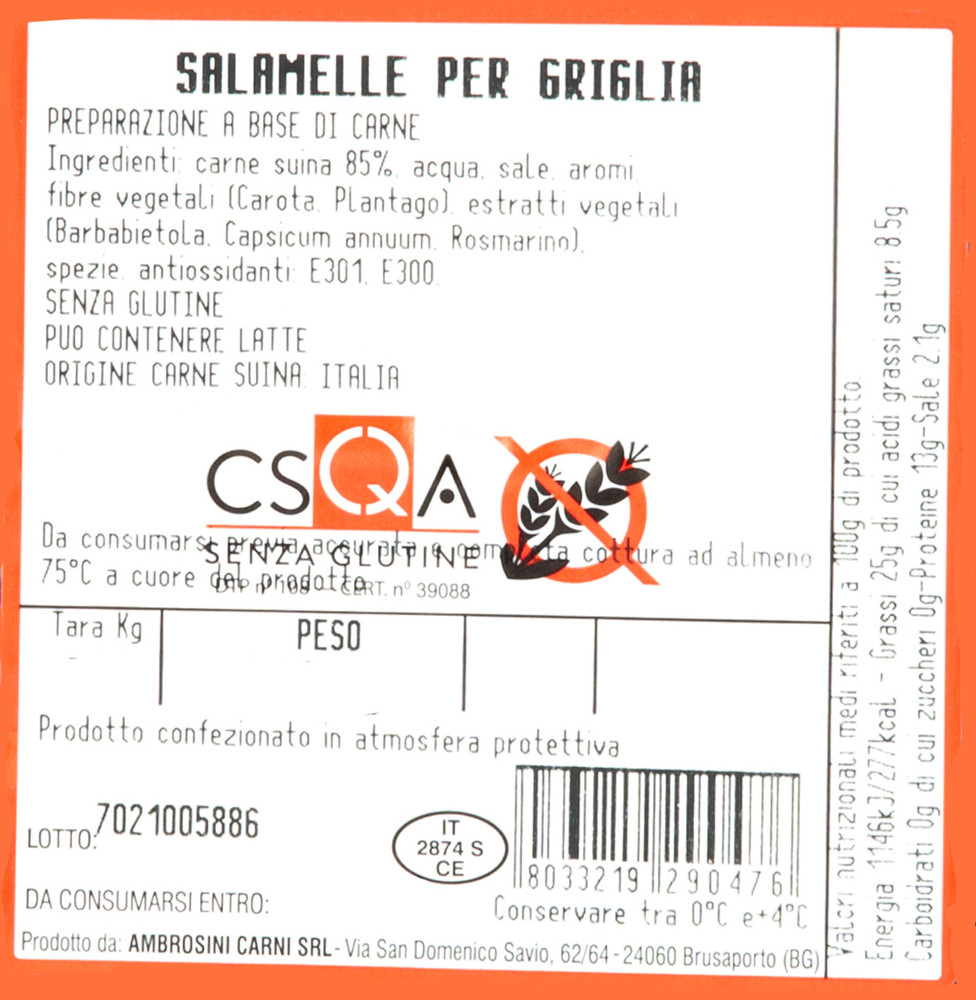 SALAMELLE PER GRIGLIA
PREPARAZIONE A BASE DI CARNE
Ingredienti: carne suina 85%, acqua, sale, aromi,
fibre vegetali (Carota, Plantago), estratti vegetali
(Barbabietola, Capsicum annuum, Rosmarino),
spezie, antiossidanti: E301, E300.
SENZA GLUTINE
PUO CONTENERE LATTE
ORIGINE CARNE SUINA: ITALIA
CSQA
SENZA GLUTINE
CERT. n° 39088
Da consumarsi previa accurata e completa cottura ad almeno
75°C a cuore del prodotto
Tara Kg
PESO
Prodotto confezionato in atmosfera protettiva
LOTTO: 7021005886
IT
2874 S
CE
8033219 290476
DA CONSUMARSI ENTRO:
Conservare tra 0°C e+4°C
Prodotto da: AMBROSINI CARNI SRL - Via San Domenico Savio, 62/64 - 24060 Brusaporto (BG)
Valori nutrizionali medi riferiti a 100g di prodotto
Energia 1146kJ/277kcal - Grassi 25g di cui acidi grassi saturi 8.5g
Carboidrati 0g di cui zuccheri 0g-Proteine 13g-Sale 2.1g